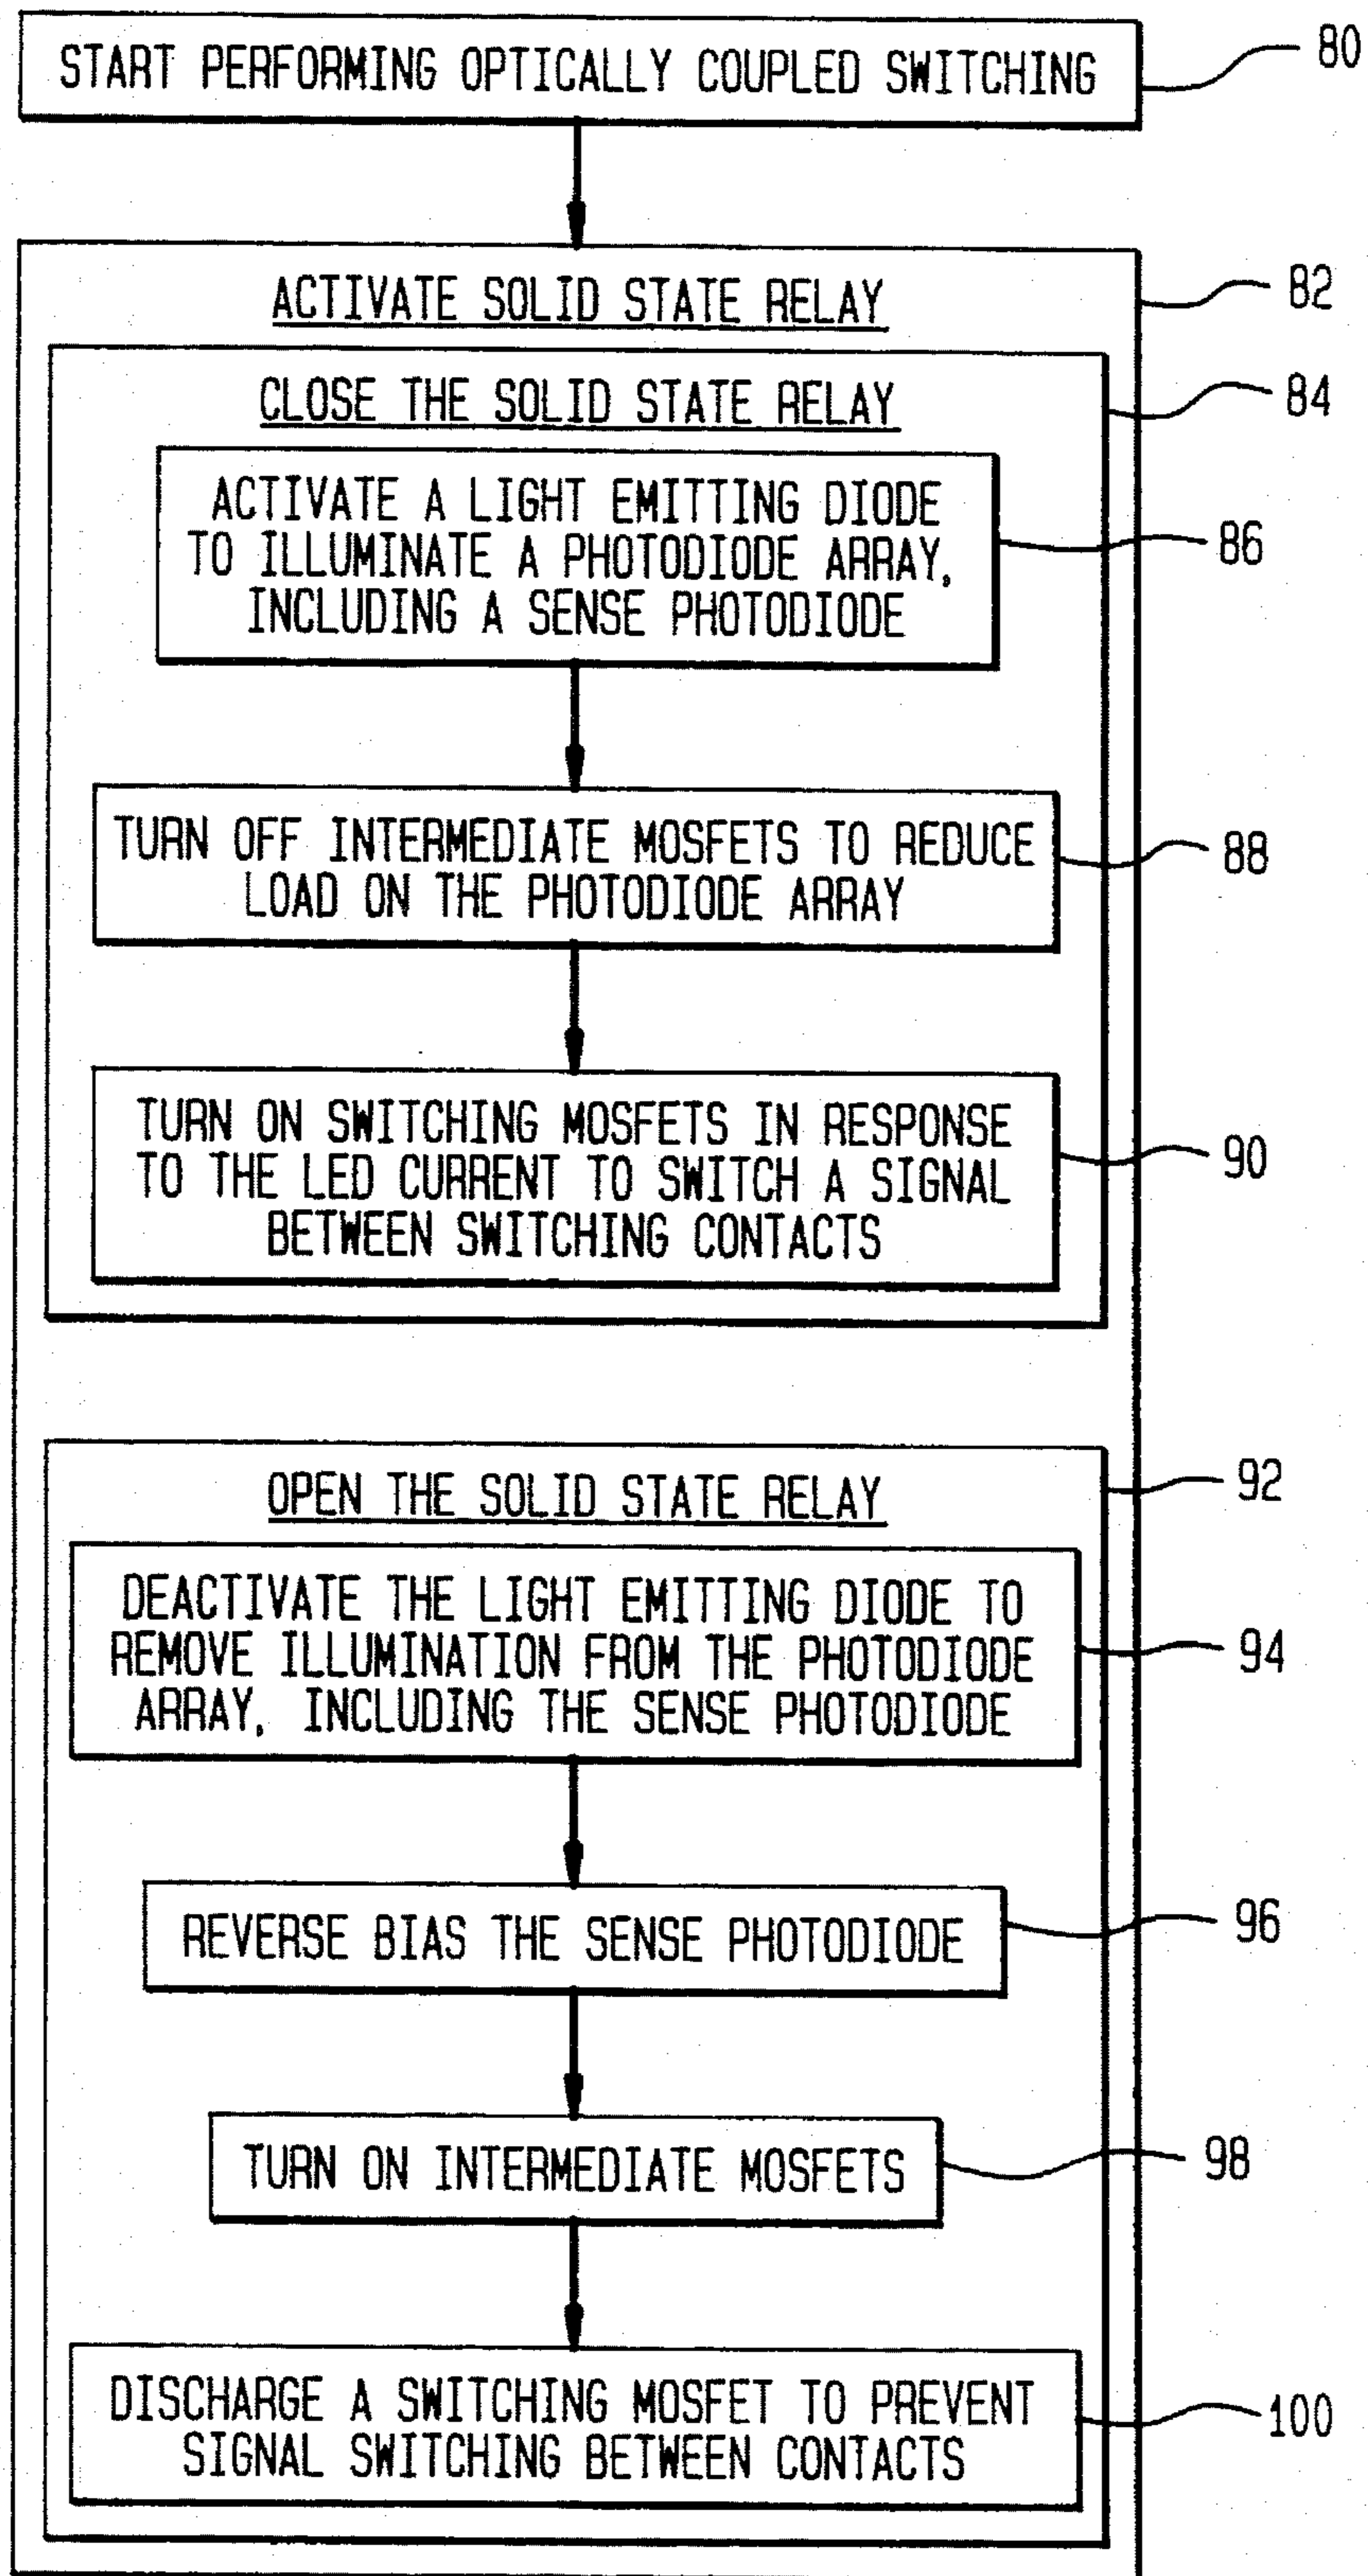 START PERFORMING OPTICALLY COUPLED SWITCHING
80
ACTIVATE SOLID STATE RELAY
82
CLOSE THE SOLID STATE RELAY
84
ACTIVATE A LIGHT EMITTING DIODE
TO ILLUMINATE A PHOTODIODE ARRAY,
INCLUDING A SENSE PHOTODIODE
86
TURN OFF INTERMEDIATE MOSFETS TO REDUCE
LOAD ON THE PHOTODIODE ARRAY
88
TURN ON SWITCHING MOSFETS IN RESPONSE
TO THE LED CURRENT TO SWITCH A SIGNAL
BETWEEN SWITCHING CONTACTS
90
OPEN THE SOLID STATE RELAY
92
DEACTIVATE THE LIGHT EMITTING DIODE TO
REMOVE ILLUMINATION FROM THE PHOTODIODE
ARRAY, INCLUDING THE SENSE PHOTODIODE
94
REVERSE BIAS THE SENSE PHOTODIODE
96
TURN ON INTERMEDIATE MOSFETS
98
DISCHARGE A SWITCHING MOSFET TO PREVENT
SIGNAL SWITCHING BETWEEN CONTACTS
100